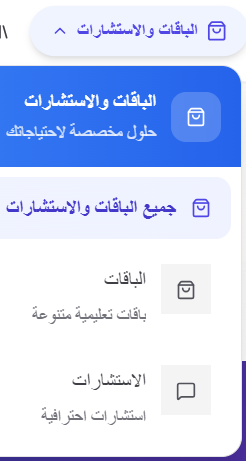 الباقات والاستشارات
الباقات والاستشارات
حلول مخصصة لاحتياجاتك
جميع الباقات والاستشارات
الباقات
باقات تعليمية متنوعة
الاستشارات
استشارات احترافية